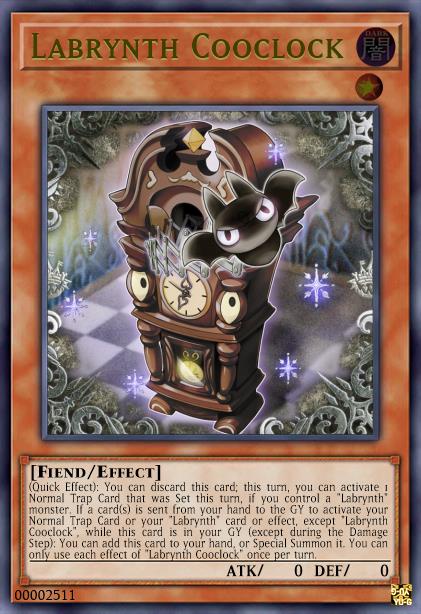 LABRYNTH COOCLOCK
DARK
闇
[FIEND/EFFECT]
(Quick Effect): You can discard this card; this turn, you can activate 1
Normal Trap Card that was Set this turn, if you control a "Labrynth"
monster. If a card(s) is sent from your hand to the GY to activate your
Normal Trap Card or your "Labrynth" card or effect, except "Labrynth
Cooclock", while this card is in your GY (except during the Damage
Step): You can add this card to your hand, or Special Summon it. You can
only use each effect of "Labrynth Cooclock" once per turn.
ATK/ 0 DEF/ 0
00002511